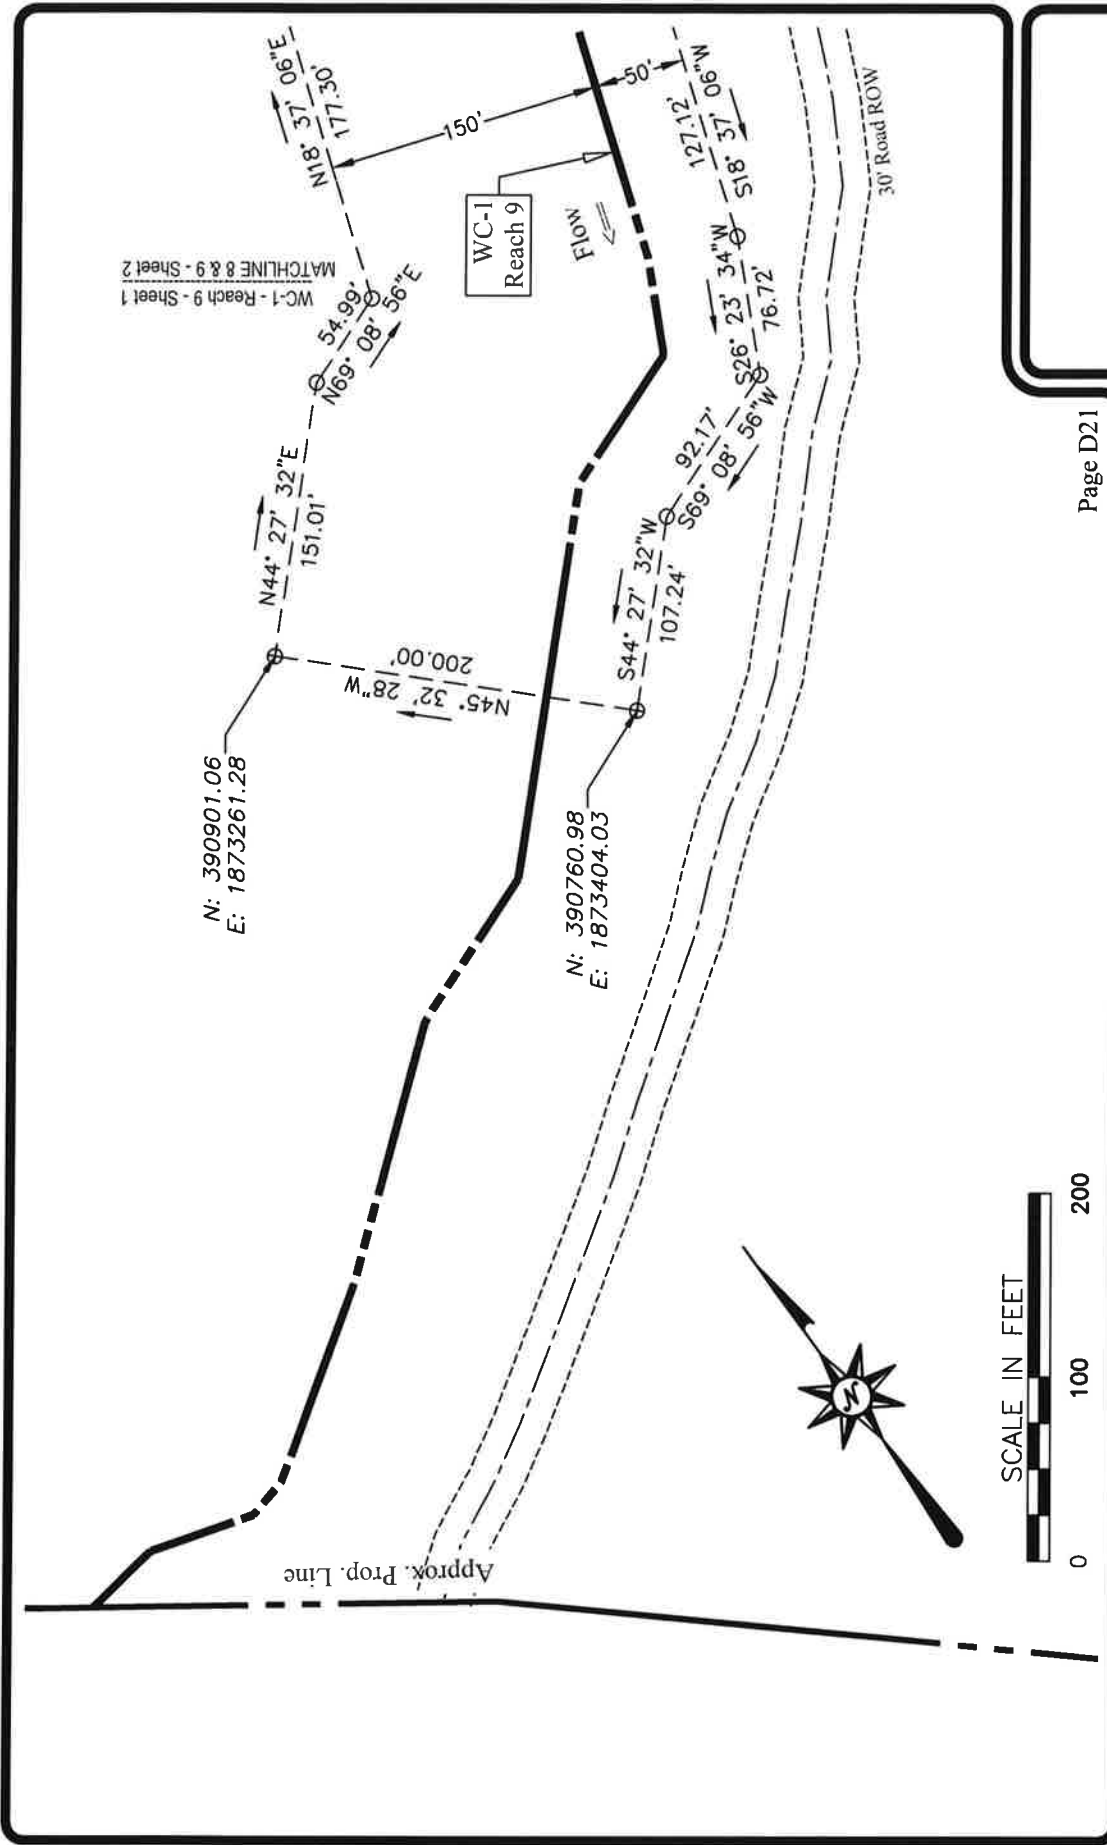 N18° 37' 06"E
177.30'
150'
50'
127.12'
S18° 37' 06"W
WC-1
Reach 9
Flow
30' Road ROW
WC-1 - Reach 9 - Sheet 1
MATCHLINE 8 & 9 - Sheet 2
54.99'
N69° 08' 56"E
S26° 23' 34"W
76.72'
92.17'
S69° 08' 56"W
N44° 27' 32"E
151.01'
S44° 27' 32"W
107.24'
N45° 32' 28"W
200.00'
N: 390901.06
E: 1873261.28
N: 390760.98
E: 1873404.03
Approx. Prop. Line
N
SCALE IN FEET
0 100 200
Page D21